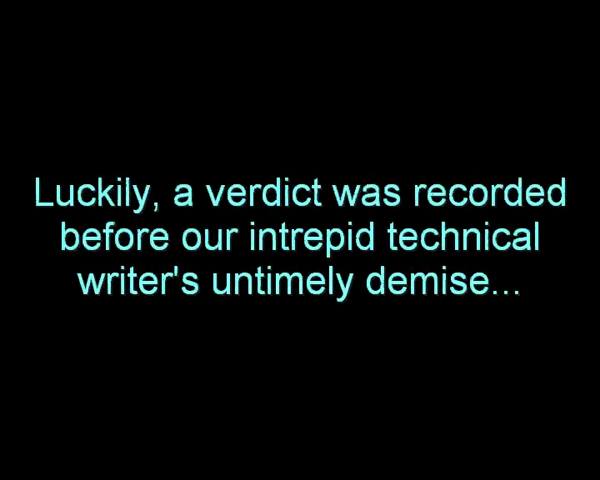 Luckily, a verdict was recorded
before our intrepid technical
writer's untimely demise...